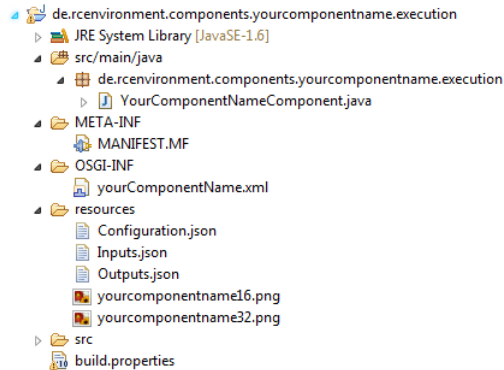 de.rcenvironment.components.yourcomponentname.execution
JRE System Library [JavaSE-1.6]
src/main/java
de.rcenvironment.components.yourcomponentname.execution
YourComponentNameComponent.java
META-INF
MANIFEST.MF
OSGI-INF
yourComponentName.xml
resources
Configuration.json
Inputs.json
Outputs.json
yourcomponentname16.png
yourcomponentname32.png
src
build.properties